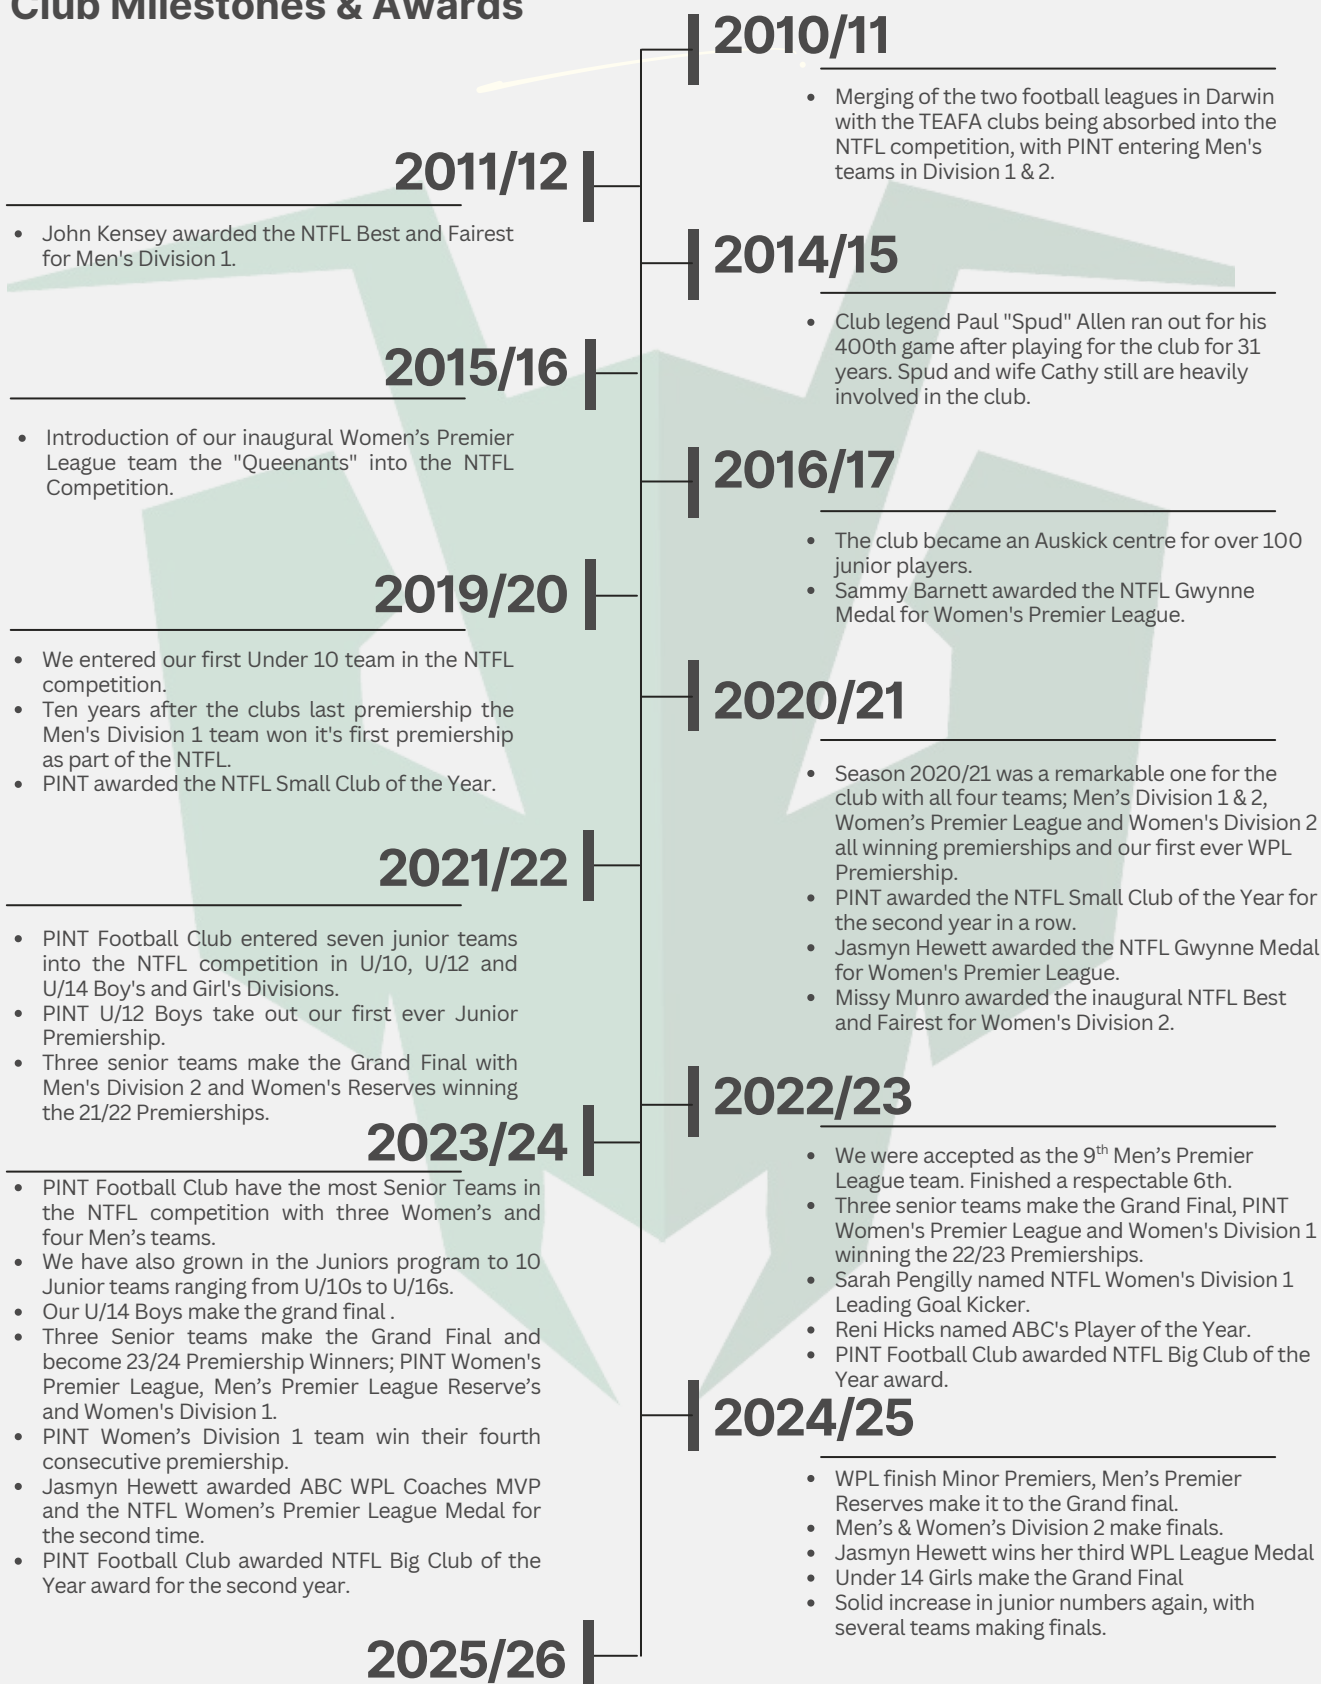 Club Milestones & Awards
2010/11
• Merging of the two football leagues in Darwin
with the TEAFA clubs being absorbed into the
NTFL competition, with PINT entering Men's
teams in Division 1 & 2.
2011/12
• John Kensey awarded the NTFL Best and Fairest
for Men's Division 1.
2014/15
• Club legend Paul "Spud" Allen ran out for his
400th game after playing for the club for 31
years. Spud and wife Cathy still are heavily
involved in the club.
2015/16
• Introduction of our inaugural Women’s Premier
League team the "Queenants" into the NTFL
Competition.
2016/17
• The club became an Auskick centre for over 100
junior players.
• Sammy Barnett awarded the NTFL Gwynne
Medal for Women's Premier League.
2019/20
• We entered our first Under 10 team in the NTFL
competition.
• Ten years after the clubs last premiership the
Men's Division 1 team won it's first premiership
as part of the NTFL.
• PINT awarded the NTFL Small Club of the Year.
2020/21
• Season 2020/21 was a remarkable one for the
club with all four teams; Men’s Division 1 & 2,
Women’s Premier League and Women's Division 2
all winning premierships and our first ever WPL
Premiership.
• PINT awarded the NTFL Small Club of the Year for
the second year in a row.
• Jasmyn Hewett awarded the NTFL Gwynne Medal
for Women's Premier League.
• Missy Munro awarded the inaugural NTFL Best
and Fairest for Women's Division 2.
2021/22
• PINT Football Club entered seven junior teams
into the NTFL competition in U/10, U/12 and
U/14 Boy's and Girl's Divisions.
• PINT U/12 Boys take out our first ever Junior
Premiership.
• Three senior teams make the Grand Final with
Men's Division 2 and Women's Reserves winning
the 21/22 Premierships.
2022/23
• We were accepted as the 9th Men’s Premier
League team. Finished a respectable 6th.
• Three senior teams make the Grand Final, PINT
Women's Premier League and Women's Division 1
winning the 22/23 Premierships.
• Sarah Pengilly named NTFL Women's Division 1
Leading Goal Kicker.
• Reni Hicks named ABC's Player of the Year.
• PINT Football Club awarded NTFL Big Club of the
Year award.
2023/24
• PINT Football Club have the most Senior Teams in
the NTFL competition with three Women’s and
four Men’s teams.
• We have also grown in the Juniors program to 10
Junior teams ranging from U/10s to U/16s.
• Our U/14 Boys make the grand final .
• Three Senior teams make the Grand Final and
become 23/24 Premiership Winners; PINT Women's
Premier League, Men’s Premier League Reserve’s
and Women's Division 1.
• PINT Women’s Division 1 team win their fourth
consecutive premiership.
• Jasmyn Hewett awarded ABC WPL Coaches MVP
and the NTFL Women’s Premier League Medal for
the second time.
• PINT Football Club awarded NTFL Big Club of the
Year award for the second year.
2024/25
• WPL finish Minor Premiers, Men’s Premier
Reserves make it to the Grand final.
• Men’s & Women’s Division 2 make finals.
• Jasmyn Hewett wins her third WPL League Medal
• Under 14 Girls make the Grand Final
• Solid increase in junior numbers again, with
several teams making finals.
2025/26